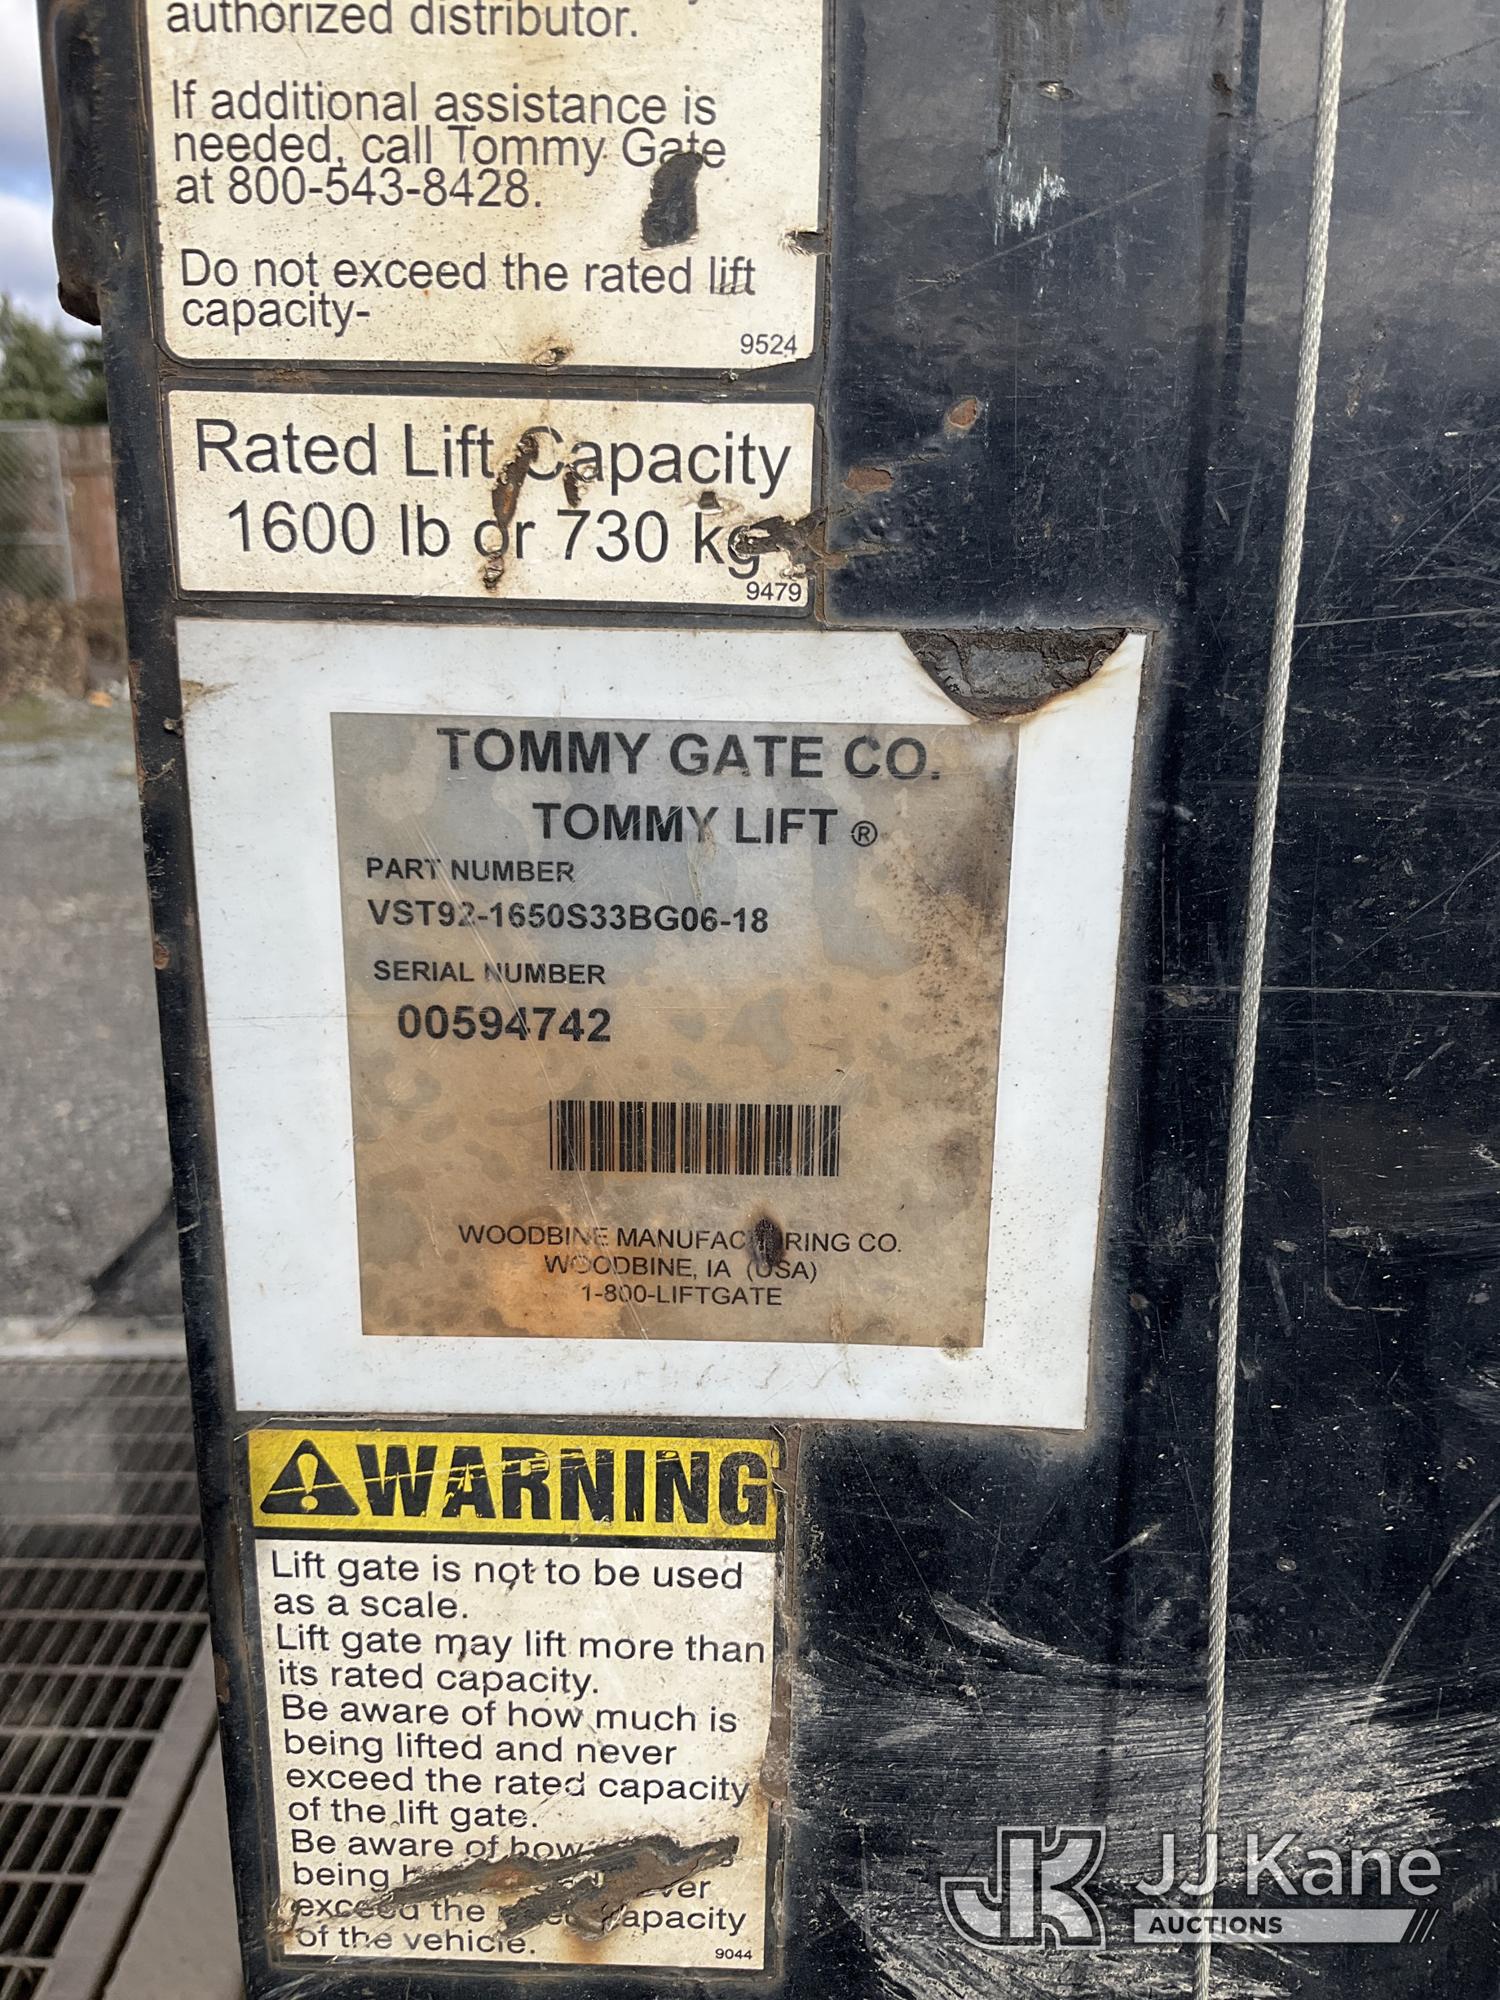 authorized distributor.
If additional assistance is
needed, call Tommy Gate
at 800-543-8428.
Do not exceed the rated lift
capacity-
9524
Rated Lift Capacity
1600 lb or 730 kg
9479
TOMMY GATE CO.
TOMMY LIFT ®
PART NUMBER
VST92-1650S33BG06-18
SERIAL NUMBER
00594742
WOODBINE MANUFACTURING CO.
WOODBINE, IA (USA)
1-800-LIFTGATE
WARNING
Lift gate is not to be used
as a scale.
Lift gate may lift more than
its rated capacity.
Be aware of how much is
being lifted and never
exceed the rated capacity
of the lift gate.
Be aware of how
being never
exceed the rated capacity
of the vehicle.
9044
JK JJ Kane
AUCTIONS